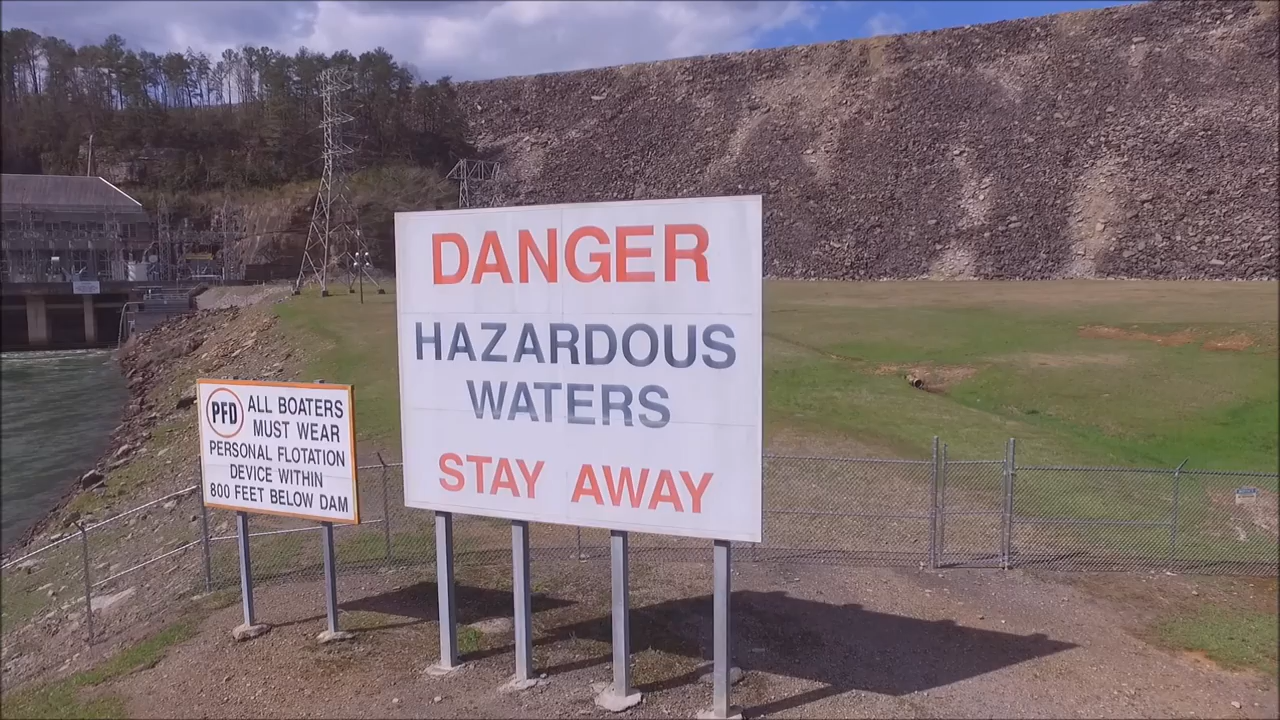 DANGER
HAZARDOUS
WATERS
STAY AWAY
PFD
ALL BOATERS
MUST WEAR
PERSONAL FLOTATION
DEVICE WITHIN
800 FEET BELOW DAM